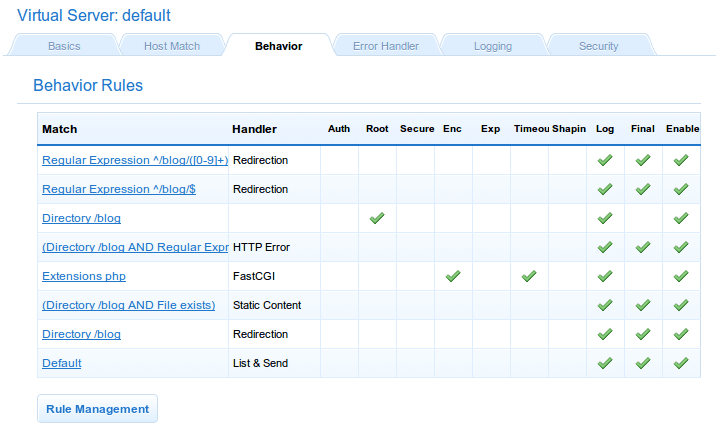 Virtual Server: default
Basics Host Match Behavior Error Handler Logging Security
Behavior Rules
Match Handler Auth Root Secure Enc Exp Timeou Shapin Log Final Enable
Regular Expression ^/blog/([0-9]+) Redirection
Regular Expression ^/blog/$ Redirection
Directory /blog
(Directory /blog AND Regular Expr HTTP Error
Extensions php FastCGI
(Directory /blog AND File exists) Static Content
Directory /blog Redirection
Default List & Send
Rule Management